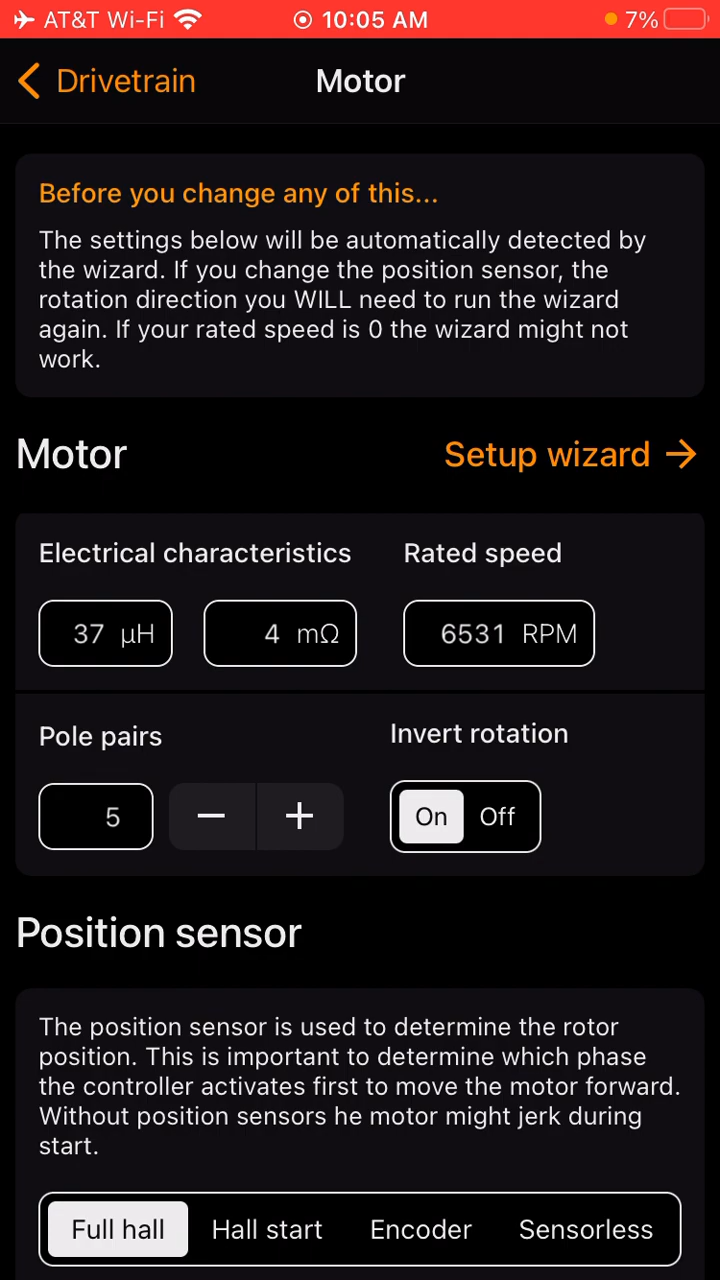 AT&T Wi-Fi 10:05 AM 7%
Drivetrain Motor
Before you change any of this...
The settings below will be automatically detected by
the wizard. If you change the position sensor, the
rotation direction you WILL need to run the wizard
again. If your rated speed is 0 the wizard might not
work.
Motor Setup wizard →
Electrical characteristics Rated speed
37 µH 4 mΩ 6531 RPM
Pole pairs Invert rotation
5 − + On Off
Position sensor
The position sensor is used to determine the rotor
position. This is important to determine which phase
the controller activates first to move the motor forward.
Without position sensors he motor might jerk during
start.
Full hall Hall start Encoder Sensorless